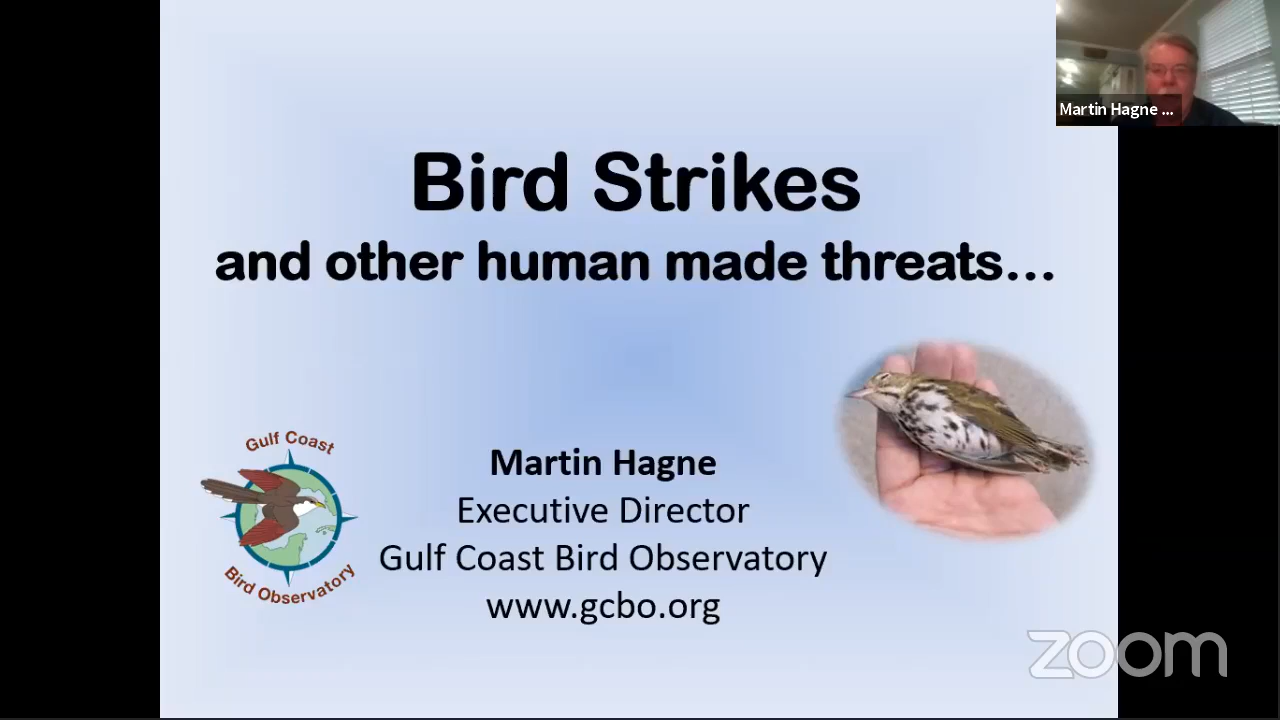 Martin Hagne ...
Bird Strikes
and other human made threats...
Gulf Coast
Bird Observatory
Martin Hagne
Executive Director
Gulf Coast Bird Observatory
www.gcbo.org
zoom